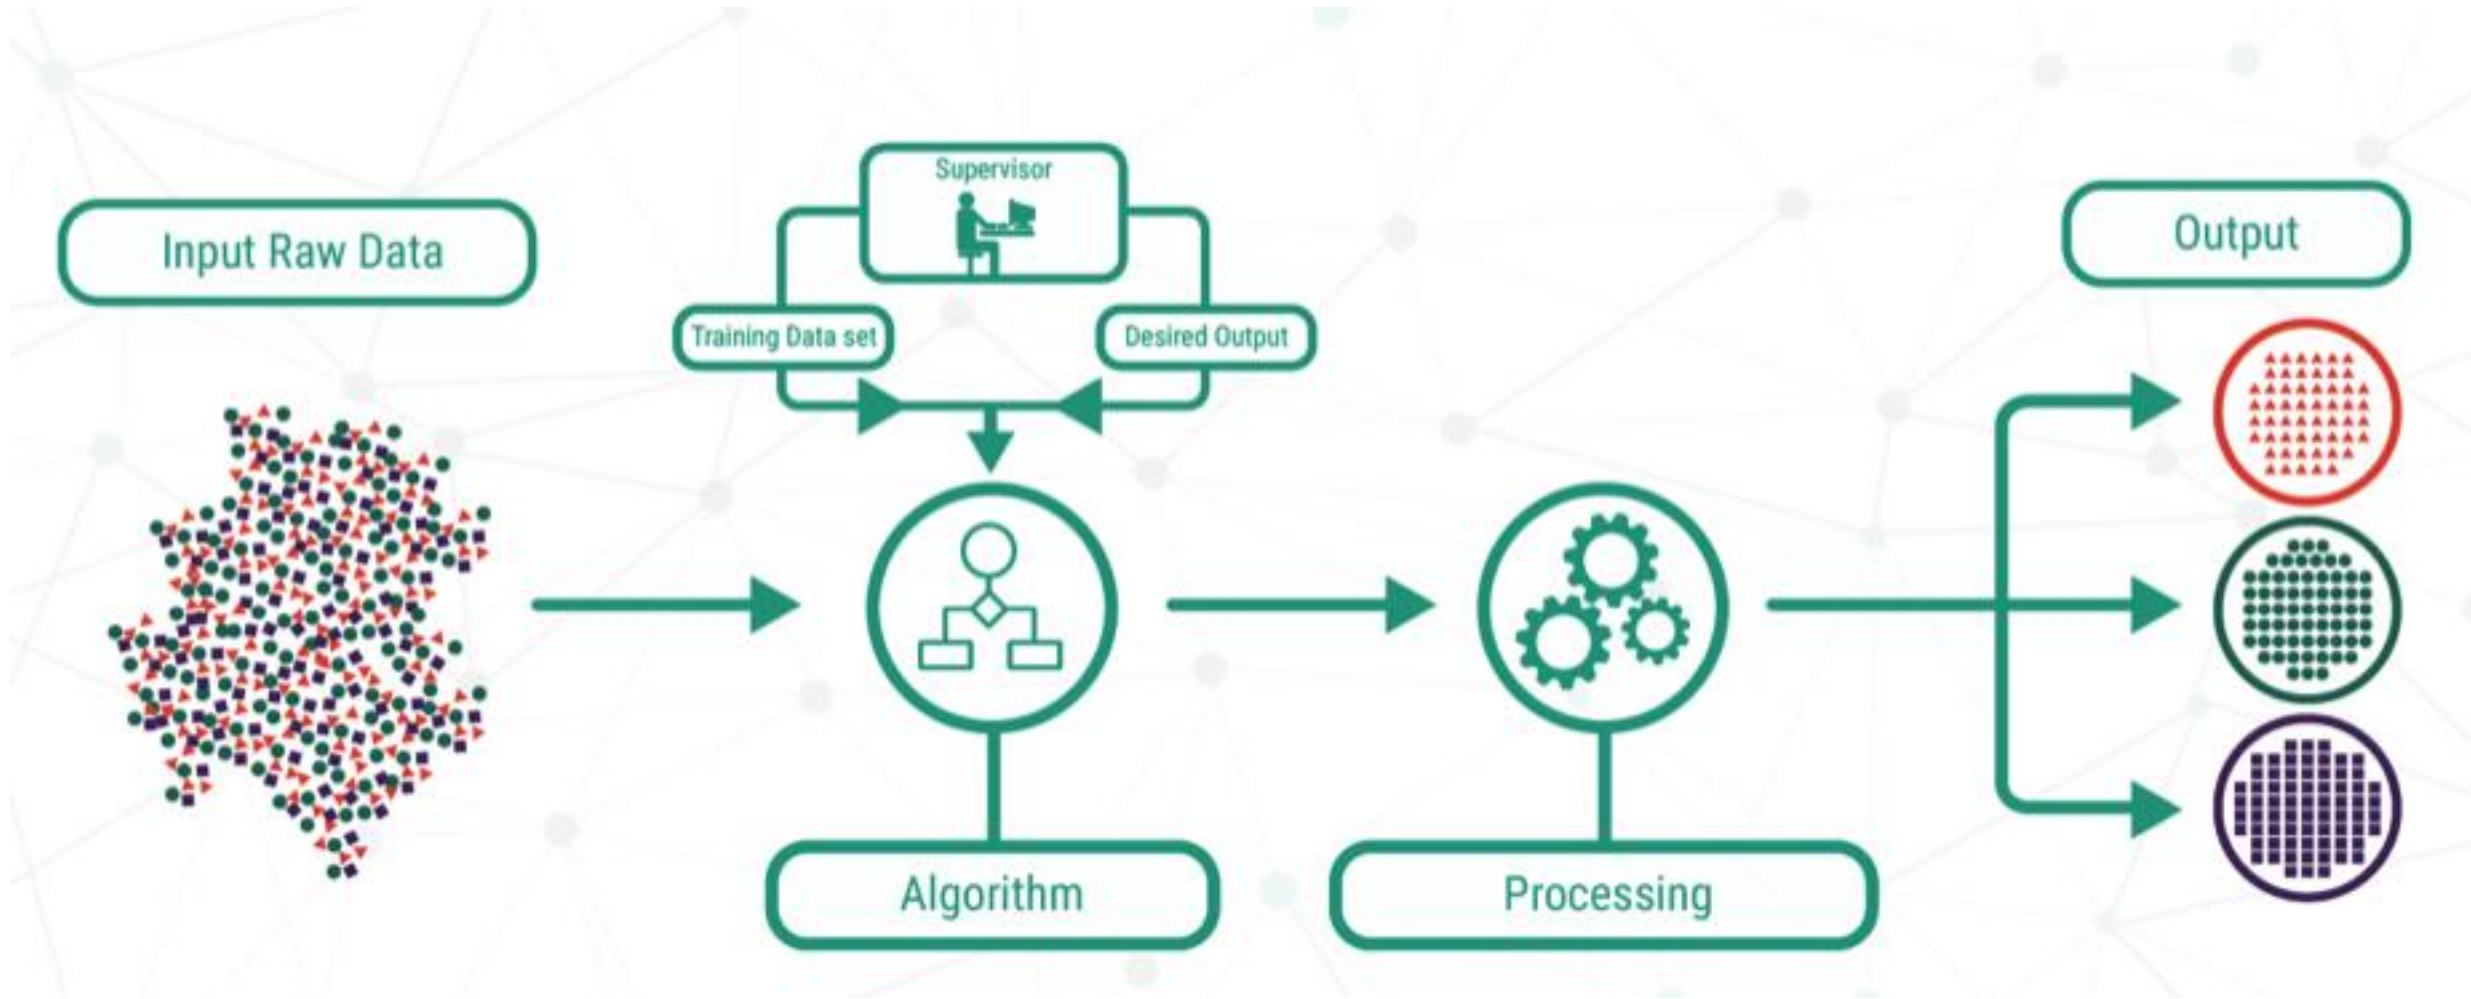 Input Raw Data
Supervisor
Training Data set
Desired Output
Algorithm
Processing
Output